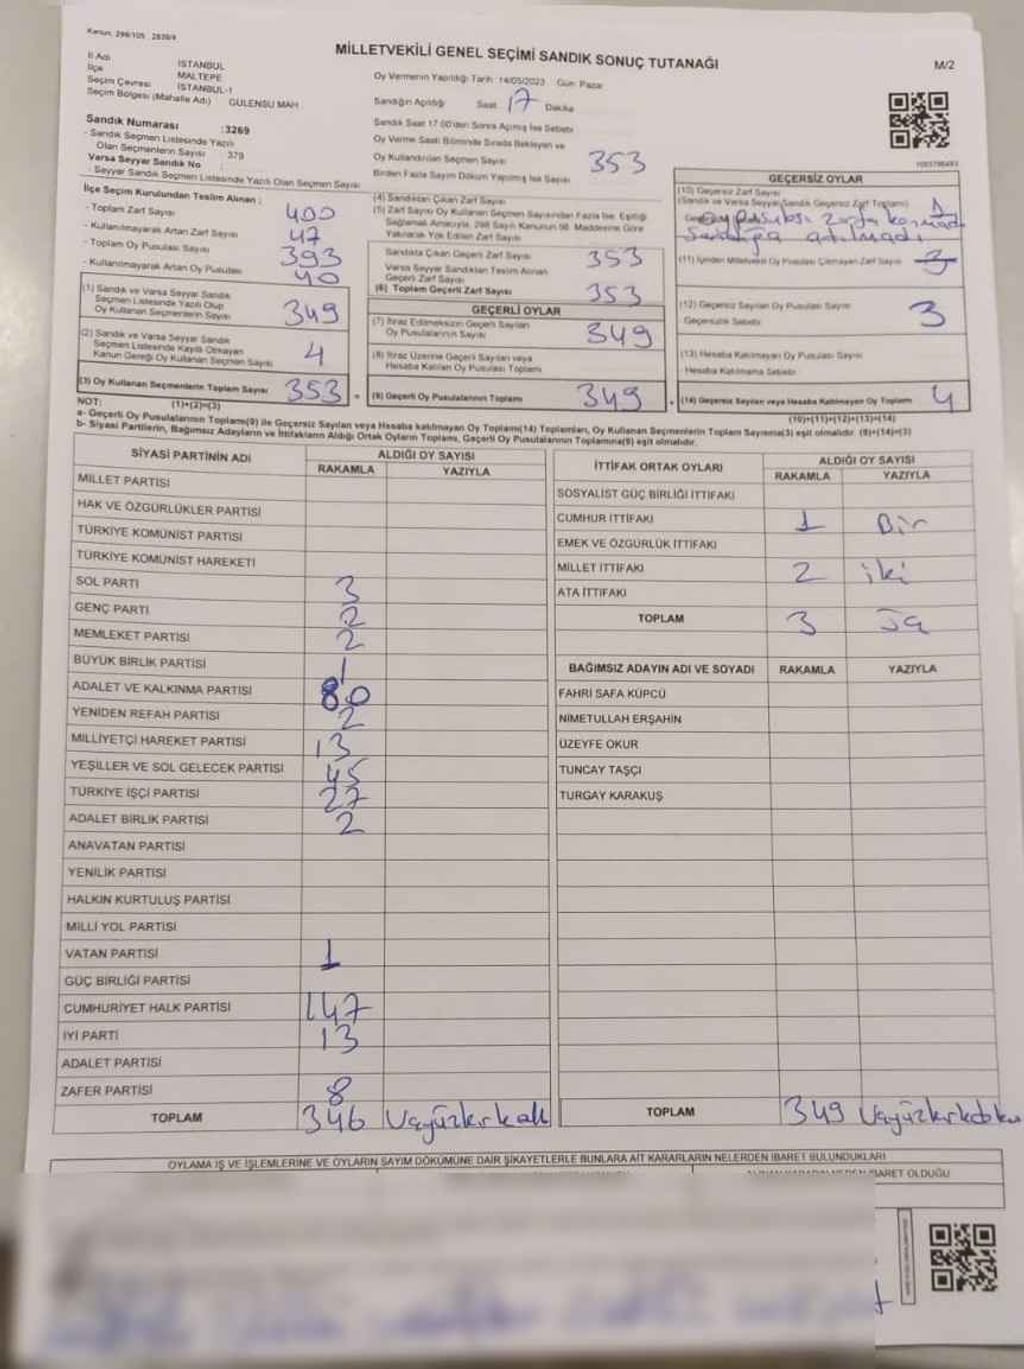 Kanun: 298/105 2839/9
MİLLETVEKİLİ GENEL SEÇİMİ SANDIK SONUÇ TUTANAĞI
M/2
İl Adı İSTANBUL
İlçe MALTEPE
Seçim Çevresi İSTANBUL-1
Seçim Bölgesi (Mahalle Adı) GÜLENSU MAH
Oy Vermenin Yapıldığı Tarih :14/05/2023 Gün: Pazar
Sandığın Açıldığı Saat 17 Dakika
Sandık Saat 17.00'den Sonra Açılmış İse Sebebi
Oy Verme Saati Bitiminde Sırada Bekleyen ve
Oy Kullandırılan Seçmen Sayısı 353
Birden Fazla Sayım Döküm Yapılmış İse Sayısı
Sandık Numarası :3269
- Sandık Seçmen Listesinde Yazılı
Olan Seçmenlerin Sayısı : 379
Varsa Seyyar Sandık No
- Seyyar Sandık Seçmen Listesinde Yazılı Olan Seçmen Sayısı
İlçe Seçim Kurulundan Teslim Alınan :
- Toplam Zarf Sayısı 400
- Kullanılmayarak Artan Zarf Sayısı 47
- Toplam Oy Pusulası Sayısı 393
- Kullanılmayarak Artan Oy Pusulası 40
(1) Sandık ve Varsa Seyyar Sandık
Seçmen Listesinde Yazılı Olup
Oy Kullanan Seçmenlerin Sayısı 349
(2) Sandık ve Varsa Seyyar Sandık
Seçmen Listesinde Kayıtlı Olmayan
Kanun Gereği Oy Kullanan Seçmen Sayısı 4
(3) Oy Kullanan Seçmenlerin Toplam Sayısı 353
(1)+(2)=(3)
(4) Sandıktan Çıkan Zarf Sayısı
(5) Zarf Sayısı Oy Kullanan Seçmen Sayısından Fazla İse, Eşitliği
Sağlamak Amacıyla, 298 Sayılı Kanunun 98. Maddesine Göre
Yakılarak Yok Edilen Zarf Sayısı
Sandıkta Çıkan Geçerli Zarf Sayısı 353
Varsa Seyyar Sandıktan Teslim Alınan
Geçerli Zarf Sayısı
(6) Toplam Geçerli Zarf Sayısı 353
GEÇERLİ OYLAR
(7) İtiraz Edilmeksizin Geçerli Sayılan
Oy Pusulalarının Sayısı 349
(8) İtiraz Üzerine Geçerli Sayılan veya
Hesaba Katılan Oy Pusulaları Toplamı
(9) Geçerli Oy Pusulalarının Toplamı 349
GEÇERSİZ OYLAR
(10) Geçersiz Zarf Sayısı
(Sandık ve Varsa Seyyar Sandık Geçersiz Zarf Toplamı) 1
Oy pusulası zarfa konmadı
sandığa atılmadı
(11) İçinden Milletvekili Oy Pusulası Çıkmayan Zarf Sayısı 3
(12) Geçersiz Sayılan Oy Pusulası Sayısı 3
Geçersizlik Sebebi:
(13) Hesaba Katılmayan Oy Pusulası Sayısı
Hesaba Katılmama Sebebi:
(14) Geçersiz Sayılan veya Hesaba Katılmayan Oy Toplamı 4
(10)+(11)+(12)+(13)=(14)
NOT:
a- Geçerli Oy Pusulalarının Toplamı(9) ile Geçersiz Sayılan veya Hesaba katılmayan Oy Toplamı(14) Toplamları, Oy Kullanan Seçmenlerin Toplam Sayısına(3) eşit olmalıdır. (9)+(14)=(3)
b- Siyasi Partilerin, Bağımsız Adayların ve İttifakların Aldığı Ortak Oyların Toplamı, Geçerli Oy Pusulalarının Toplamına(9) eşit olmalıdır.
SİYASİ PARTİNİN ADI ALDIĞI OY SAYISI
RAKAMLA YAZIYLA
MİLLET PARTİSİ
HAK VE ÖZGÜRLÜKLER PARTİSİ
TÜRKİYE KOMÜNİST PARTİSİ
TÜRKİYE KOMÜNİST HAREKETİ
SOL PARTİ 3
GENÇ PARTİ 2
MEMLEKET PARTİSİ 2
BÜYÜK BİRLİK PARTİSİ 1
ADALET VE KALKINMA PARTİSİ 80
YENİDEN REFAH PARTİSİ 2
MİLLİYETÇİ HAREKET PARTİSİ 13
YEŞİLLER VE SOL GELECEK PARTİSİ 45
TÜRKİYE İŞÇİ PARTİSİ 27
ADALET BİRLİK PARTİSİ 2
ANAVATAN PARTİSİ
YENİLİK PARTİSİ
HALKIN KURTULUŞ PARTİSİ
MİLLİ YOL PARTİSİ
VATAN PARTİSİ 1
GÜÇ BİRLİĞİ PARTİSİ
CUMHURİYET HALK PARTİSİ 147
İYİ PARTİ 13
ADALET PARTİSİ
ZAFER PARTİSİ 8
TOPLAM 346 Üçyüzkırkaltı
İTTİFAK ORTAK OYLARI ALDIĞI OY SAYISI
RAKAMLA YAZIYLA
SOSYALİST GÜÇ BİRLİĞİ İTTİFAKI
CUMHUR İTTİFAKI 1 Bir
EMEK VE ÖZGÜRLÜK İTTİFAKI
MİLLET İTTİFAKI 2 iki
ATA İTTİFAKI
TOPLAM 3 üç
BAĞIMSIZ ADAYIN ADI VE SOYADI RAKAMLA YAZIYLA
FAHRİ SAFA KÜPCÜ
NİMETULLAH ERŞAHİN
ÜZEYFE OKUR
TUNCAY TAŞÇI
TURGAY KARAKUŞ
TOPLAM 349 Üçyüzkırkdokuz
OYLAMA İŞ VE İŞLEMLERİNE VE OYLARIN SAYIM DÖKÜMÜNE DAİR ŞİKAYETLERLE BUNLARA AİT KARARLARIN NELERDEN İBARET BULUNDUKLARI
İBARET OLDUĞU